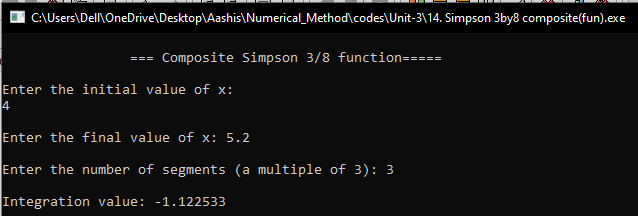 C:\Users\Dell\OneDrive\Desktop\Aashis\Numerical_Method\codes\Unit-3\14. Simpson 3by8 composite(fun).exe
=== Composite Simpson 3/8 function=====
Enter the initial value of x:
4
Enter the final value of x: 5.2
Enter the number of segments (a multiple of 3): 3
Integration value: -1.122533